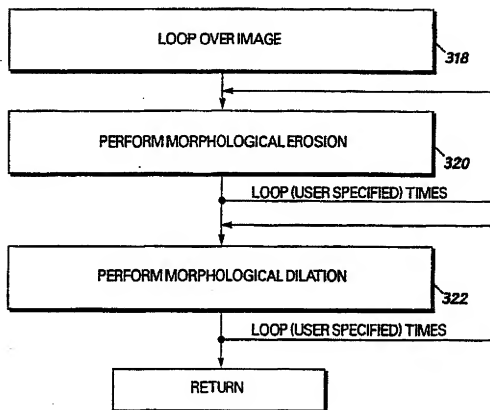 LOOP OVER IMAGE
318
PERFORM MORPHOLOGICAL EROSION
320
LOOP (USER SPECIFIED) TIMES
PERFORM MORPHOLOGICAL DILATION
322
LOOP (USER SPECIFIED) TIMES
RETURN